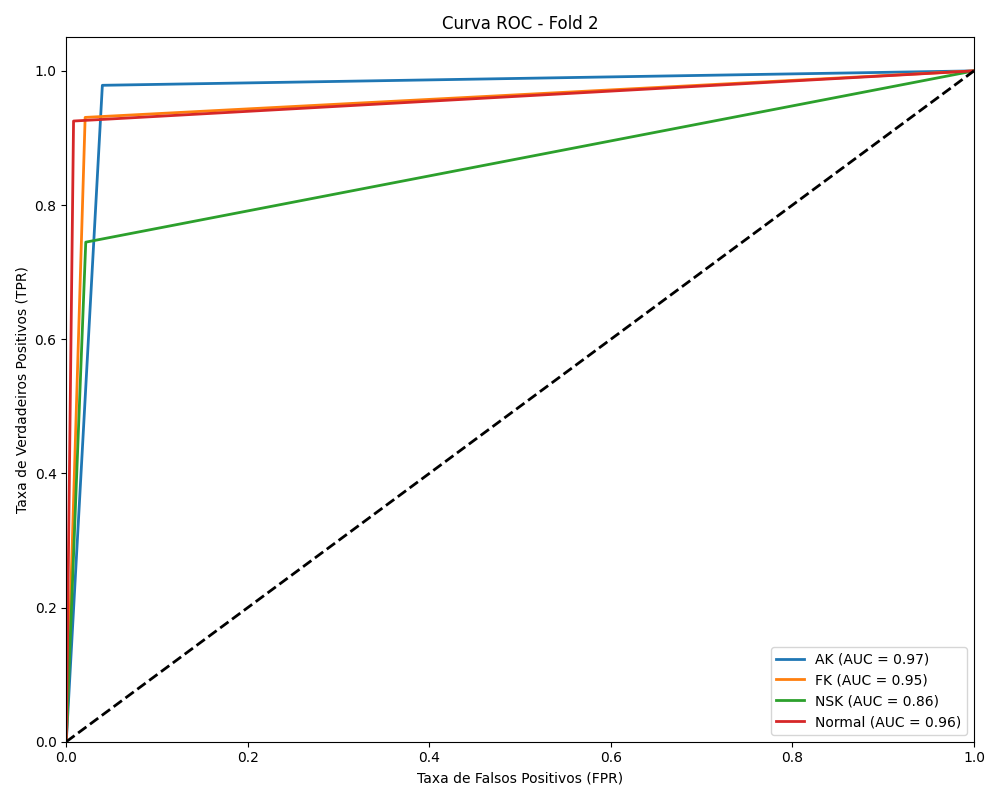 Curva ROC - Fold 2
Taxa de Verdadeiros Positivos (TPR)
1.0
0.8
0.6
0.4
0.2
0.0
0.0 0.2 0.4 0.6 0.8 1.0
Taxa de Falsos Positivos (FPR)
AK (AUC = 0.97)
FK (AUC = 0.95)
NSK (AUC = 0.86)
Normal (AUC = 0.96)